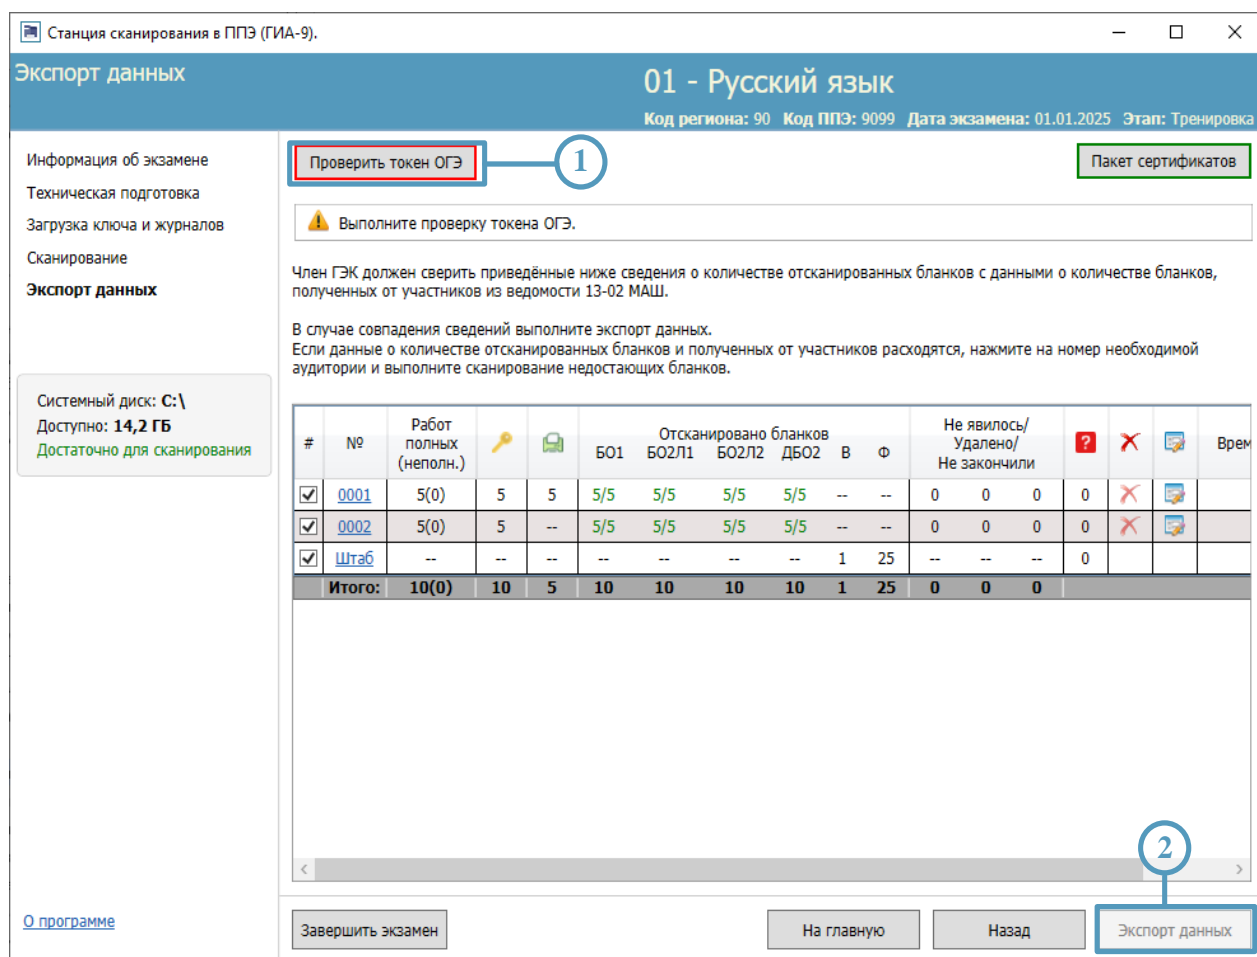 Станция сканирования в ППЭ (ГИА-9).
Экспорт данных
01 - Русский язык
Код региона: 90 Код ППЭ: 9099 Дата экзамена: 01.01.2025 Этап: Тренировка
Информация об экзамене
Техническая подготовка
Загрузка ключа и журналов
Сканирование
Экспорт данных
Системный диск: C:\
Доступно: 14,2 ГБ
Достаточно для сканирования
О программе
Проверить токен ОГЭ
1
Пакет сертификатов
Выполните проверку токена ОГЭ.
Член ГЭК должен сверить приведённые ниже сведения о количестве отсканированных бланков с данными о количестве бланков,
полученных от участников из ведомости 13-02 МАШ.
В случае совпадения сведений выполните экспорт данных.
Если данные о количестве отсканированных бланков и полученных от участников расходятся, нажмите на номер необходимой
аудитории и выполните сканирование недостающих бланков.
# № Работ полных (неполн.) Отсканировано бланков БО1 БО2Л1 БО2Л2 ДБО2 В Ф Не явилось/ Удалено/ Не закончили ? Врем
0001 5(0) 5 5 5/5 5/5 5/5 5/5 -- -- 0 0 0 0
0002 5(0) 5 -- 5/5 5/5 5/5 5/5 -- -- 0 0 0 0
Штаб -- -- -- -- -- -- -- 1 25 -- -- -- 0
Итого: 10(0) 10 5 10 10 10 10 1 25 0 0 0
2
Завершить экзамен
На главную
Назад
Экспорт данных